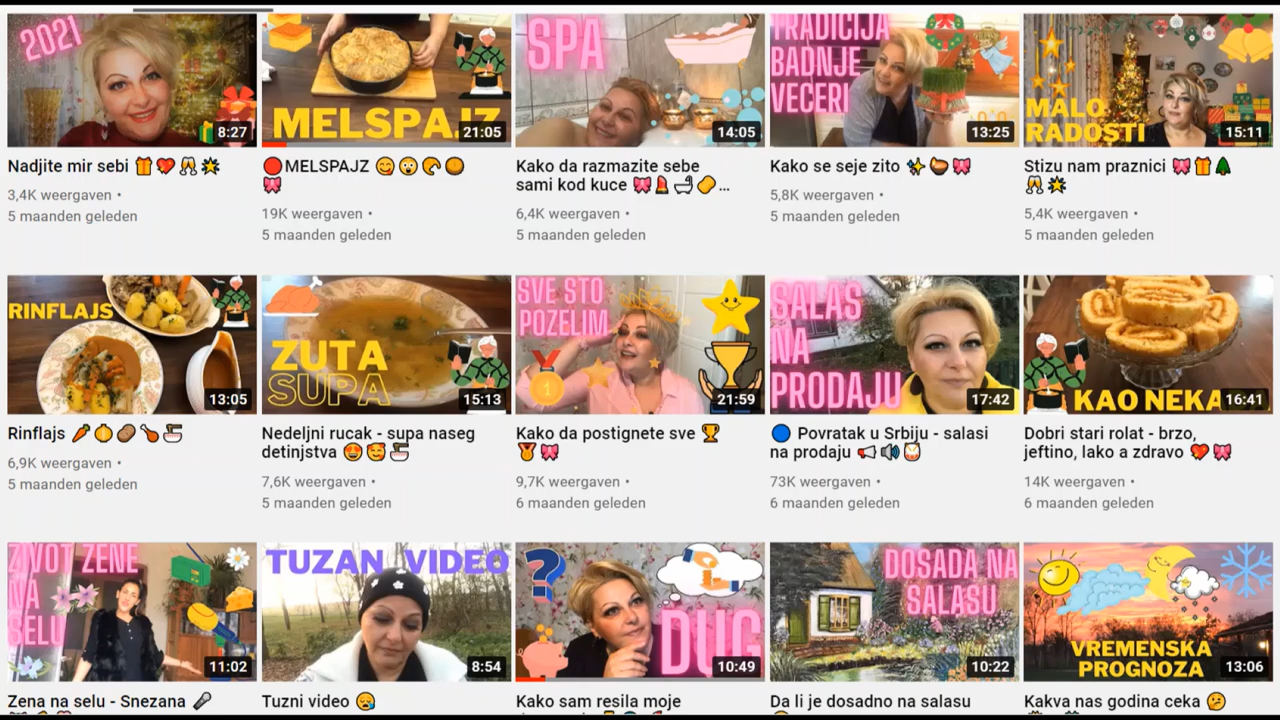 2021
8:27
MELSPAJZ
21:05
SPA
14:05
TRADICIJA
BADNJE
VECERI
13:25
MALO
RADOSTI
15:11
Nadjite mir sebi
3,4K weergaven •
5 maanden geleden
MELSPAJZ
19K weergaven •
5 maanden geleden
Kako da razmazite sebe
sami kod kuce ...
6,4K weergaven •
5 maanden geleden
Kako se seje zito
5,8K weergaven •
5 maanden geleden
Stizu nam praznici
5,4K weergaven •
5 maanden geleden
RINFLAJS
13:05
ZUTA
SUPA
15:13
SVE STO
POZELIM
1
21:59
SALAS
NA
PRODAJU
17:42
KAO NEKA
16:41
Rinflajs
6,9K weergaven •
5 maanden geleden
Nedeljni rucak - supa naseg
detinjstva
7,6K weergaven •
5 maanden geleden
Kako da postignete sve
9,7K weergaven •
6 maanden geleden
Povratak u Srbiju - salasi
na prodaju
73K weergaven •
6 maanden geleden
Dobri stari rolat - brzo,
jeftino, lako a zdravo
14K weergaven •
6 maanden geleden
ZIVOT ZENE
NA
SELU
11:02
TUZAN VIDEO
8:54
?
DUG
10:49
DOSADA NA
SALASU
10:22
VREMENSKA
PROGNOZA
13:06
Zena na selu - Snezana
Tuzni video
Kako sam resila moje
Da li je dosadno na salasu
Kakva nas godina ceka